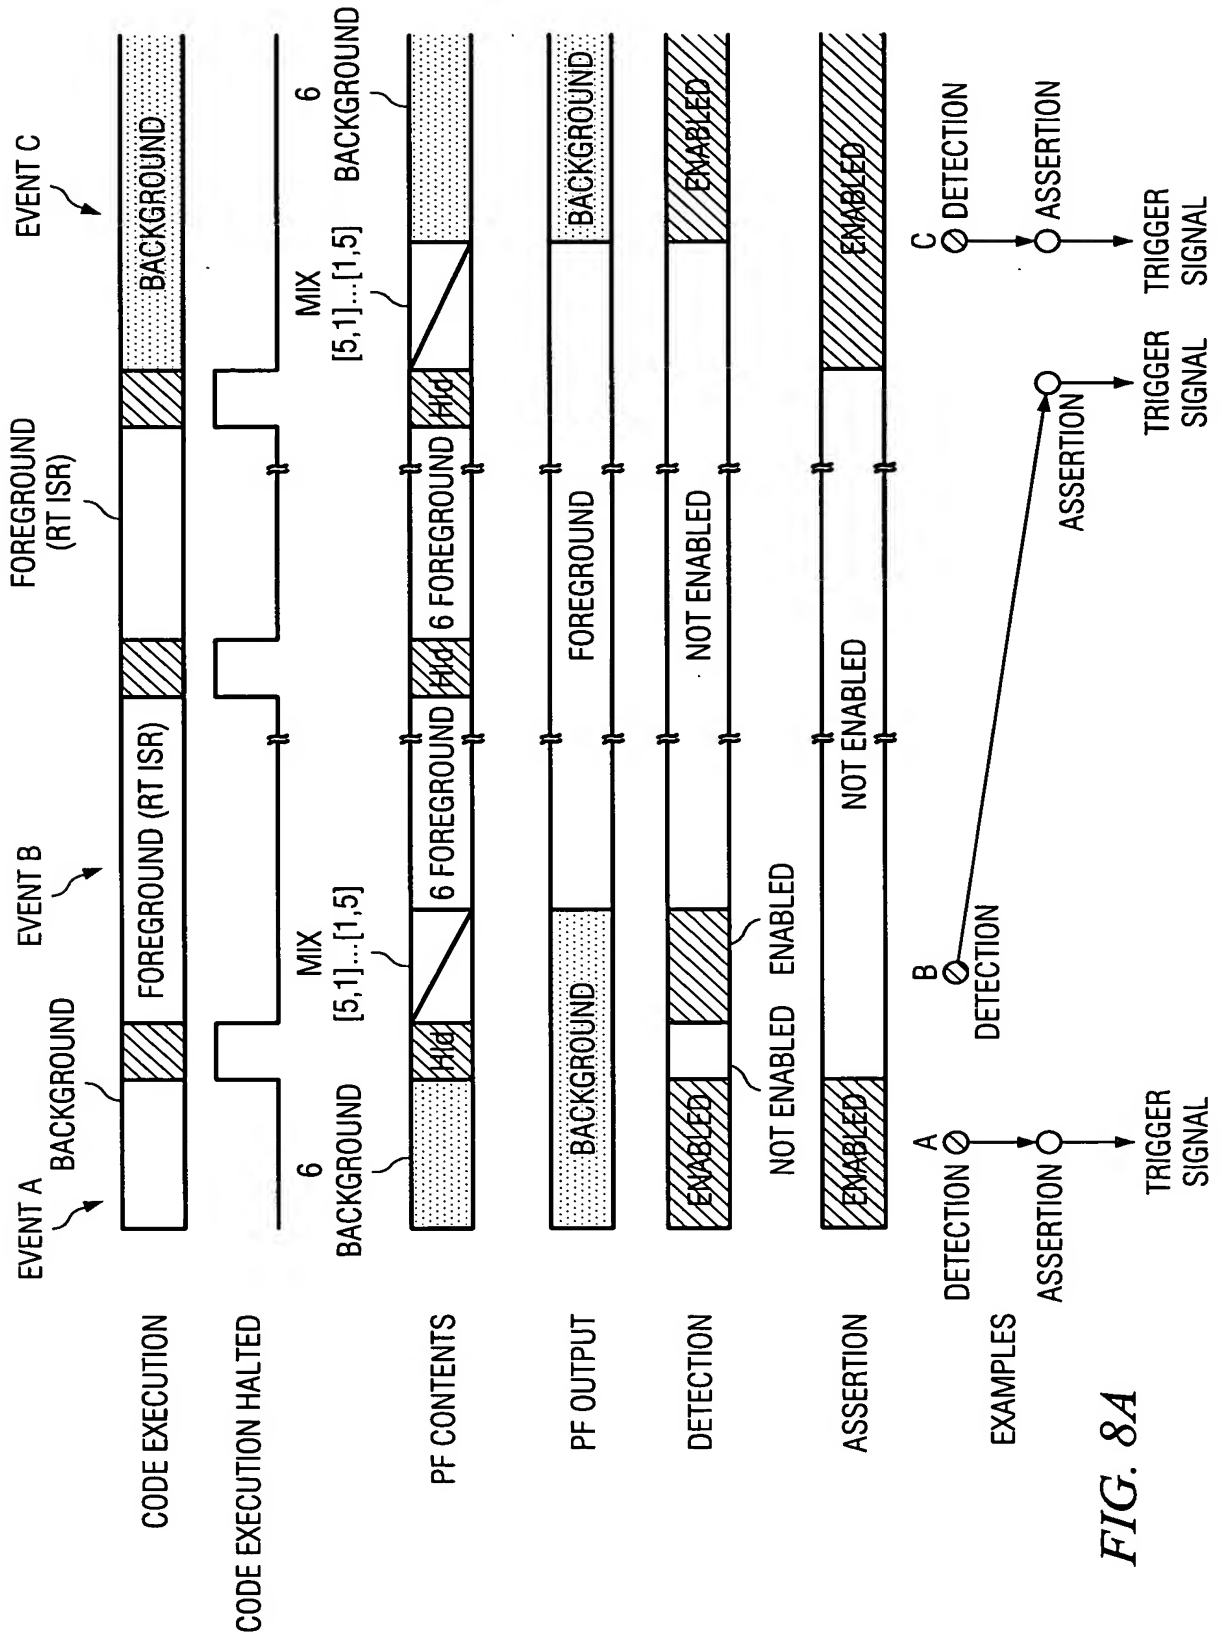 EVENT A
EVENT B
EVENT C
BACKGROUND
FOREGROUND
(RT ISR)
CODE EXECUTION
FOREGROUND (RT ISR)
BACKGROUND
CODE EXECUTION HALTED
6
BACKGROUND
MIX
[5,1]...[1,5]
MIX
[5,1]...[1,5]
6
BACKGROUND
PF CONTENTS
Hld
6 FOREGROUND
Hld
6 FOREGROUND
Hld
PF OUTPUT
BACKGROUND
FOREGROUND
BACKGROUND
DETECTION
ENABLED
NOT ENABLED
ENABLED
NOT ENABLED
ENABLED
ASSERTION
ENABLED
NOT ENABLED
ENABLED
EXAMPLES
A
DETECTION
ASSERTION
TRIGGER
SIGNAL
B
DETECTION
ASSERTION
TRIGGER
SIGNAL
C
DETECTION
ASSERTION
TRIGGER
SIGNAL
FIG. 8A